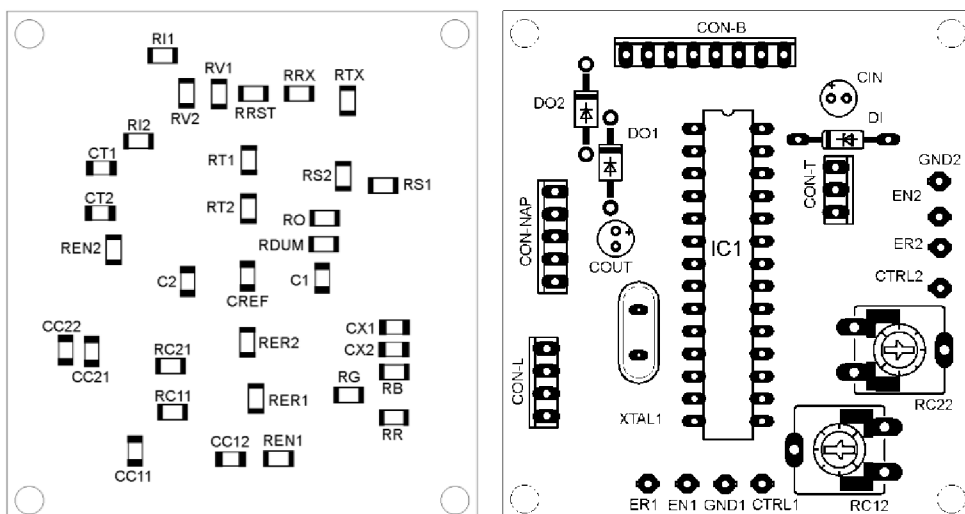 RI1
RV1
RRX
RTX
RV2
RRST
RI2
CT1
RT1
RS2
RS1
CT2
RT2
RO
REN2
RDUM
C2
CREF
C1
CX1
CC22
CC21
RC21
RER2
CX2
RB
RG
RC11
RER1
RR
CC12
REN1
CC11
CON-B
CIN
DO2
DO1
DI
CON-T
GND2
EN2
CON-NAP
IC1
ER2
COUT
CTRL2
CON-L
XTAL1
RC22
ER1
EN1
GND1
CTRL1
RC12